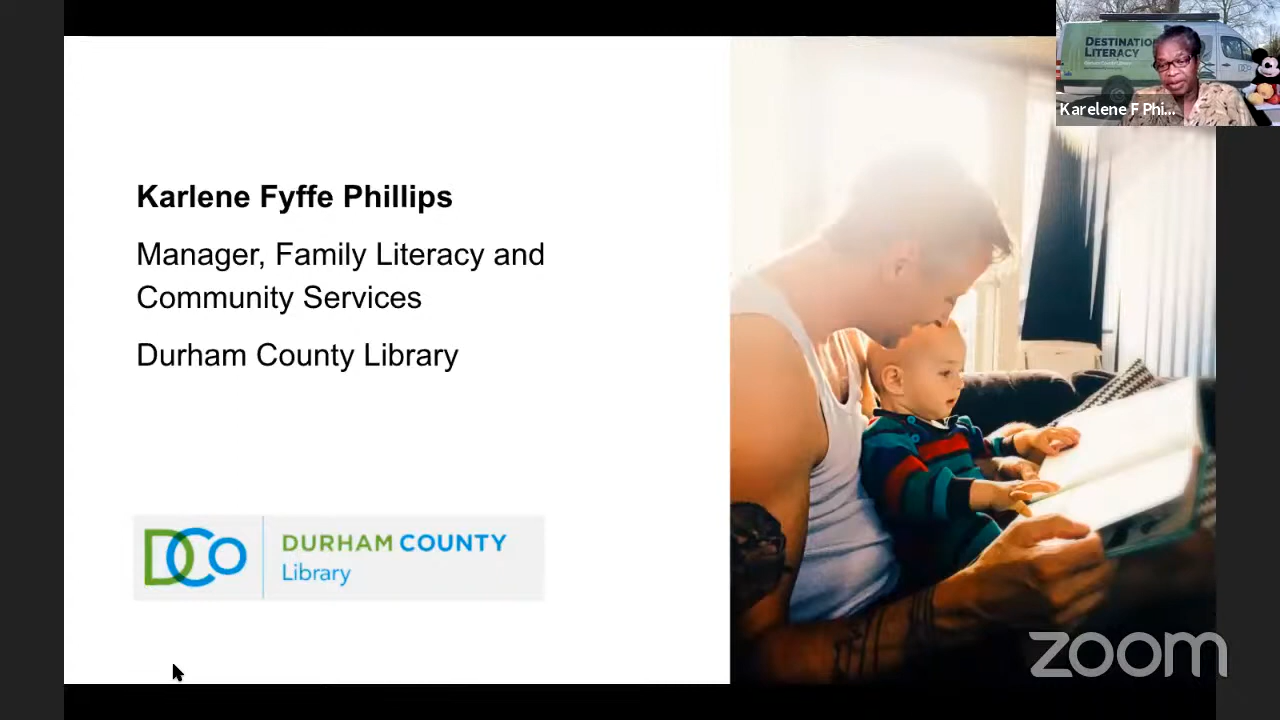 DESTINATION
LITERACY
Karelene F Phi...
Karlene Fyffe Phillips
Manager, Family Literacy and
Community Services
Durham County Library
DCo
DURHAM COUNTY
Library
zoom